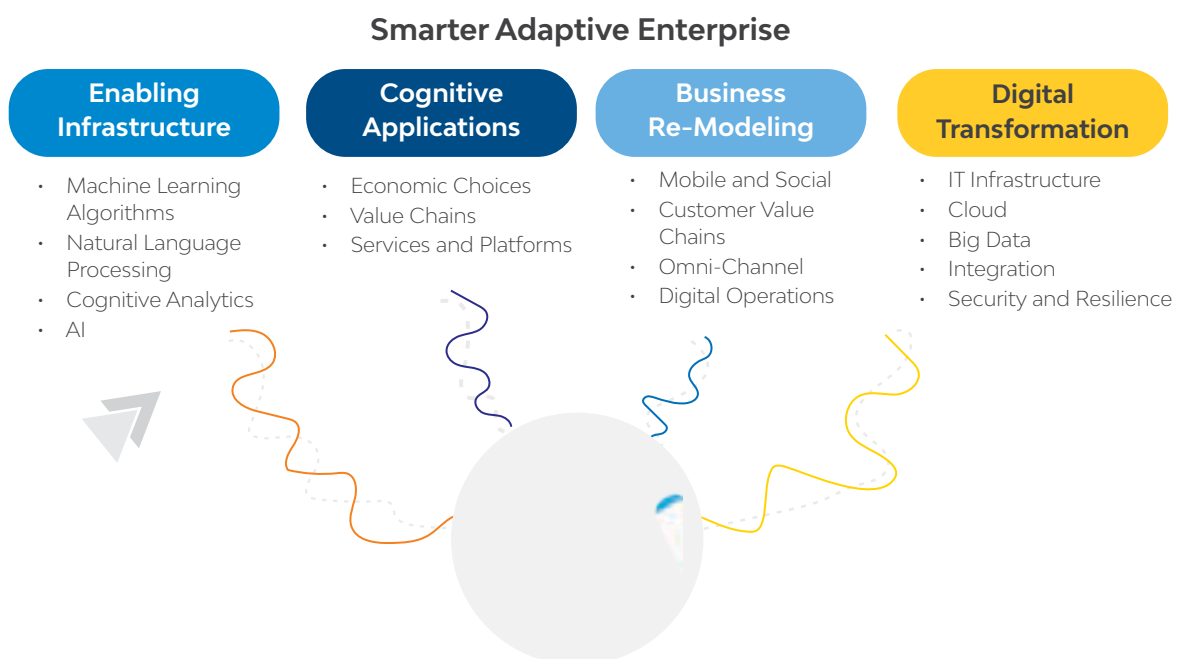 Smarter Adaptive Enterprise
Enabling
Infrastructure
• Machine Learning
Algorithms
• Natural Language
Processing
• Cognitive Analytics
• AI
Cognitive
Applications
• Economic Choices
• Value Chains
• Services and Platforms
Business
Re-Modeling
• Mobile and Social
• Customer Value
Chains
• Omni-Channel
• Digital Operations
Digital
Transformation
• IT Infrastructure
• Cloud
• Big Data
• Integration
• Security and Resilience